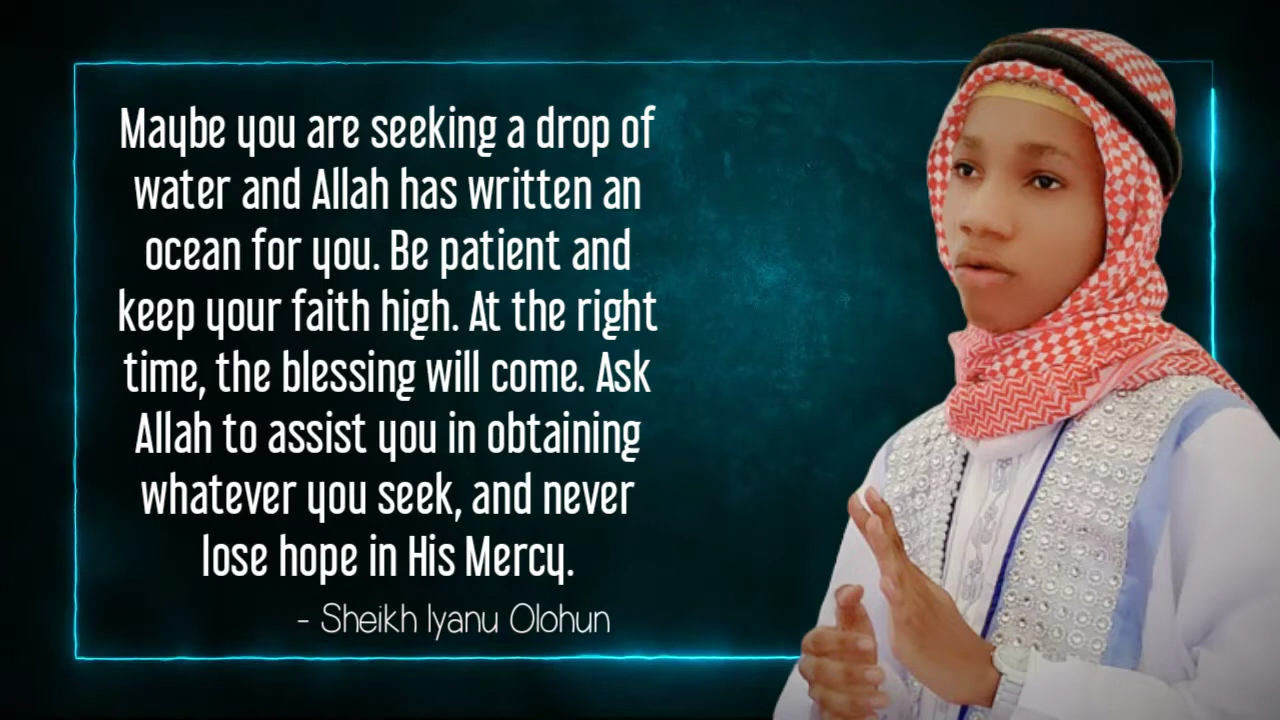 Maybe you are seeking a drop of
water and Allah has written an
ocean for you. Be patient and
keep your faith high. At the right
time, the blessing will come. Ask
Allah to assist you in obtaining
whatever you seek, and never
lose hope in His Mercy.
- Sheikh Iyanu Olohun